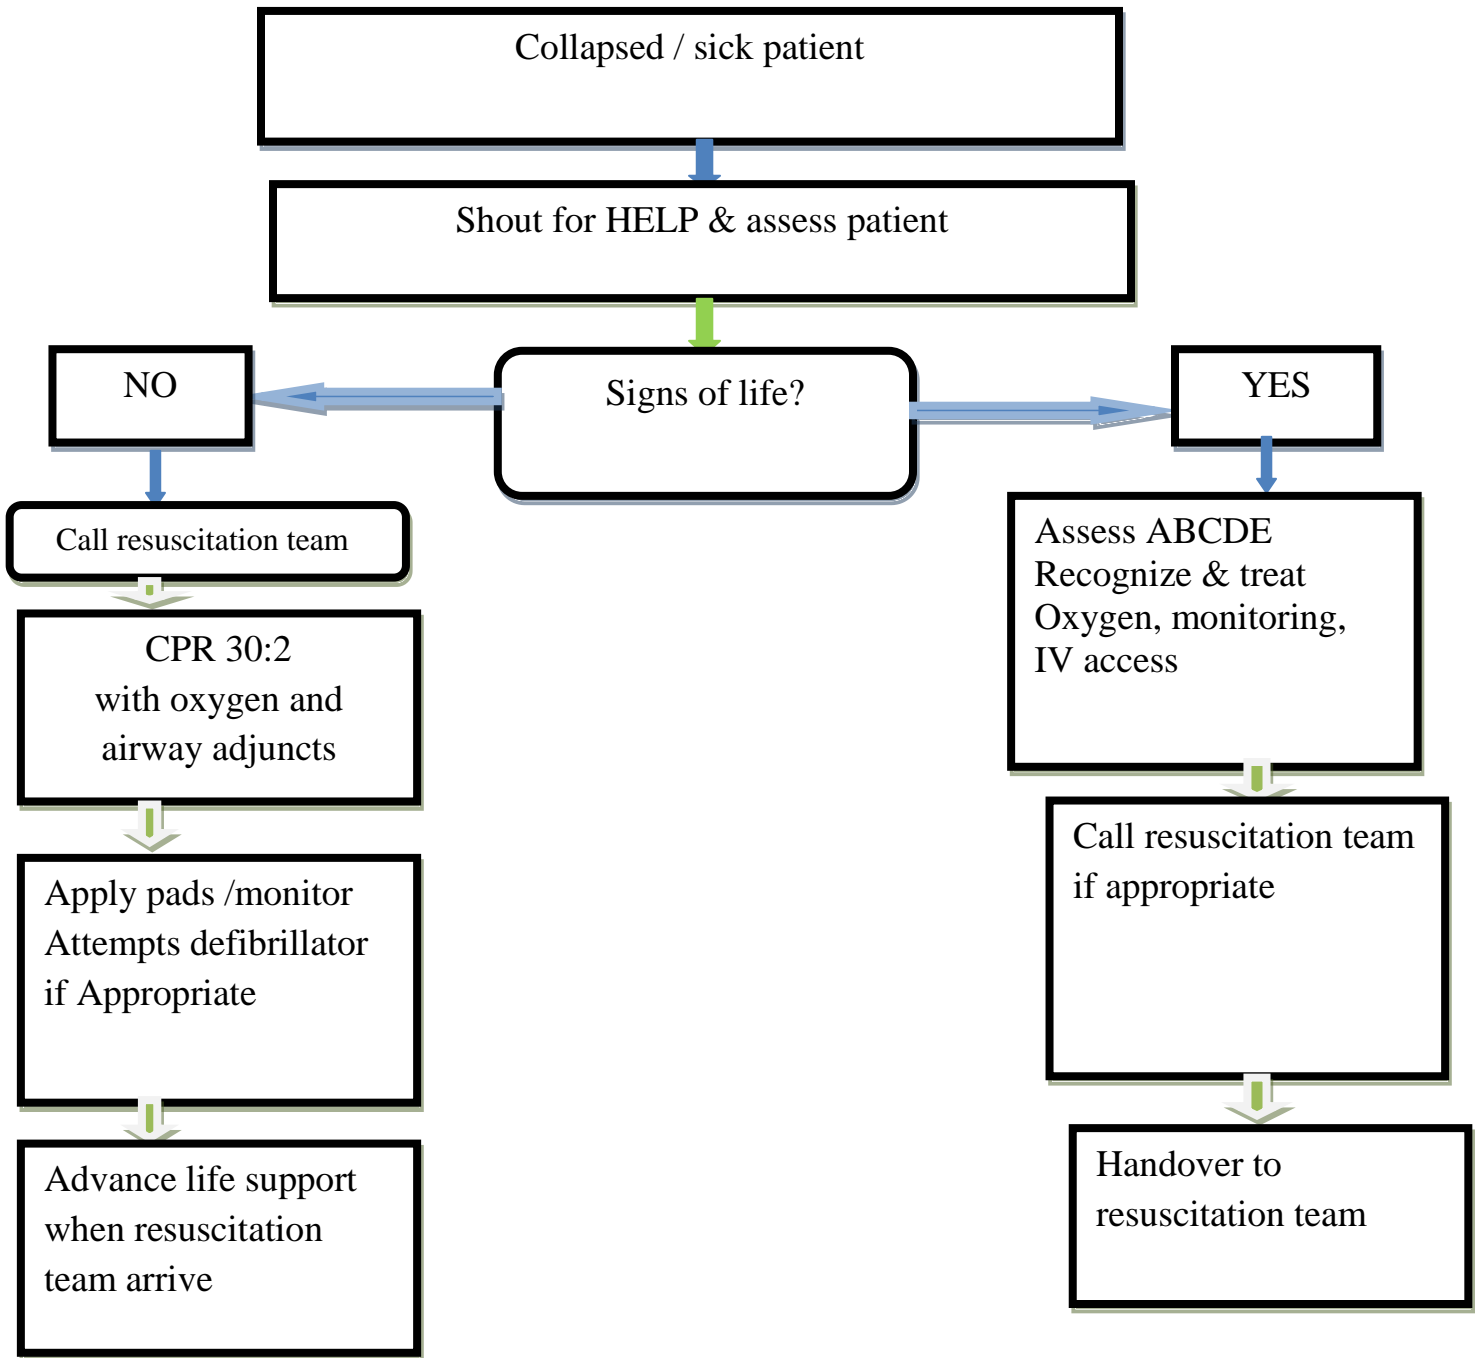 Collapsed / sick patient
Shout for HELP & assess patient
Signs of life?
NO
YES
Call resuscitation team
CPR 30:2
with oxygen and
airway adjuncts
Apply pads /monitor
Attempts defibrillator
if Appropriate
Advance life support
when resuscitation
team arrive
Assess ABCDE
Recognize & treat
Oxygen, monitoring,
IV access
Call resuscitation team
if appropriate
Handover to
resuscitation team